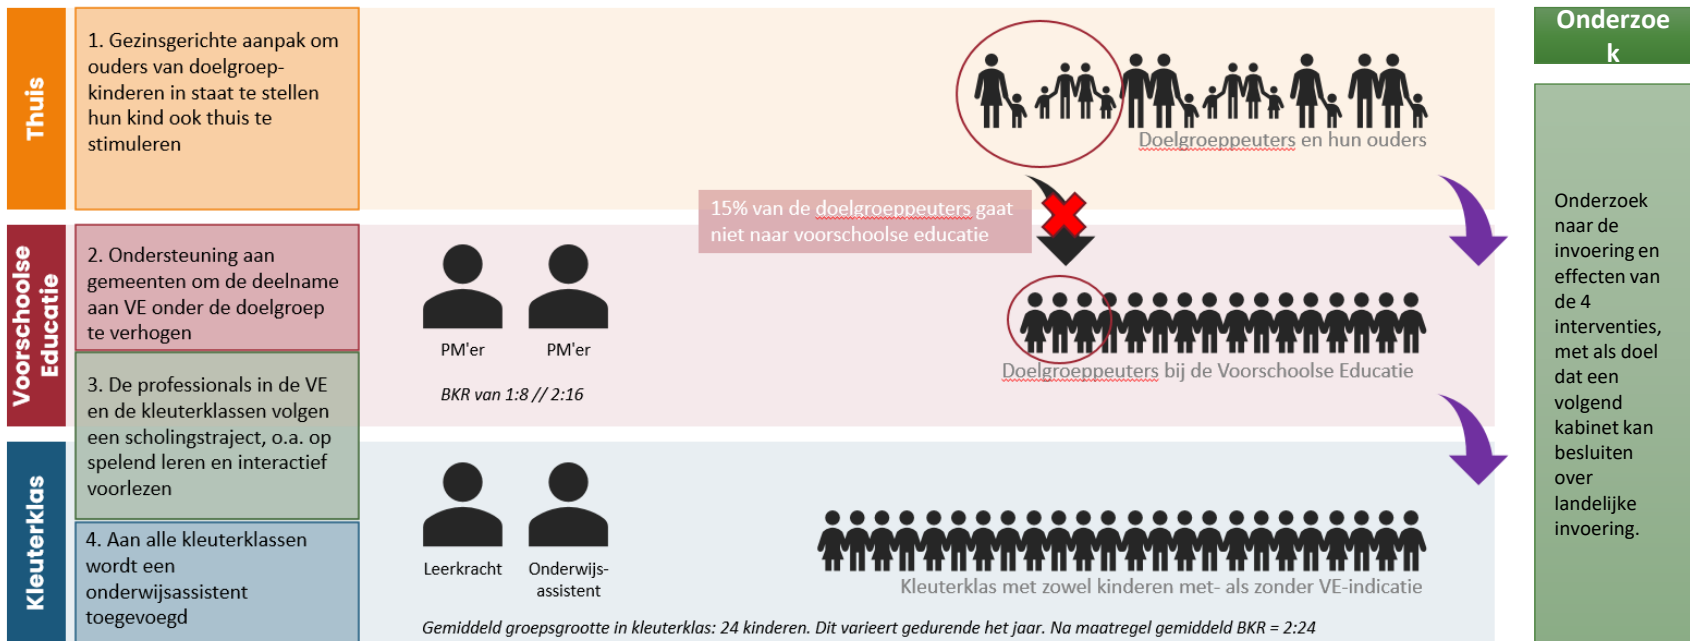 Thuis
1. Gezinsgerichte aanpak om
ouders van doelgroep-
kinderen in staat te stellen
hun kind ook thuis te
stimuleren
Doelgroeppeuters en hun ouders
15% van de doelgroeppeuters gaat
niet naar voorschoolse educatie
Voorschoolse
Educatie
2. Ondersteuning aan
gemeenten om de deelname
aan VE onder de doelgroep
te verhogen
3. De professionals in de VE
en de kleuterklassen volgen
een scholingstraject, o.a. op
spelend leren en interactief
voorlezen
PM'er
PM'er
BKR van 1:8 // 2:16
Doelgroeppeuters bij de Voorschoolse Educatie
Kleuterklas
4. Aan alle kleuterklassen
wordt een
onderwijsassistent
toegevoegd
Leerkracht
Onderwijs-
assistent
Kleuterklas met zowel kinderen met- als zonder VE-indicatie
Gemiddeld groepsgrootte in kleuterklas: 24 kinderen. Dit varieert gedurende het jaar. Na maatregel gemiddeld BKR = 2:24
Onderzoe
k
Onderzoek
naar de
invoering en
effecten van
de 4
interventies,
met als doel
dat een
volgend
kabinet kan
besluiten
over
landelijke
invoering.